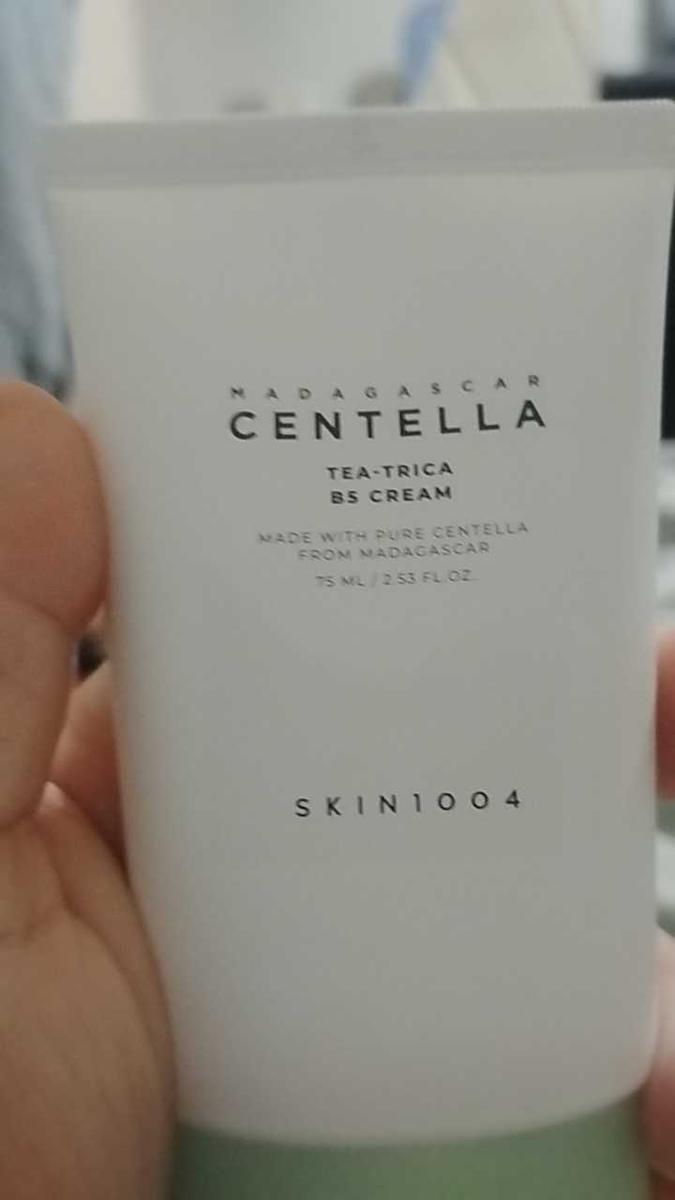 MADAGASCAR
CENTELLA
TEA-TRICA
B5 CREAM
MADE WITH PURE CENTELLA
FROM MADAGASCAR
75 ML / 2.53 FL.OZ.
SKIN1004